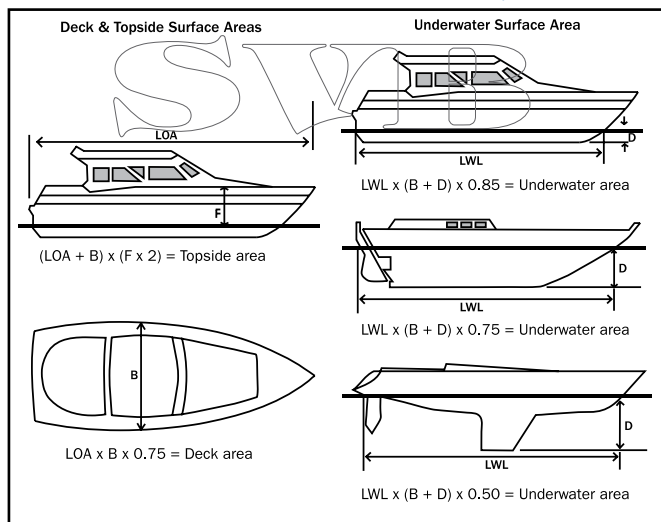 Deck & Topside Surface Areas
SVB
LOA
F
(LOA + B) x (F x 2) = Topside area
B
LOA x B x 0.75 = Deck area
Underwater Surface Area
D
LWL
LWL x (B + D) x 0.85 = Underwater area
D
LWL
LWL x (B + D) x 0.75 = Underwater area
D
LWL
LWL x (B + D) x 0.50 = Underwater area